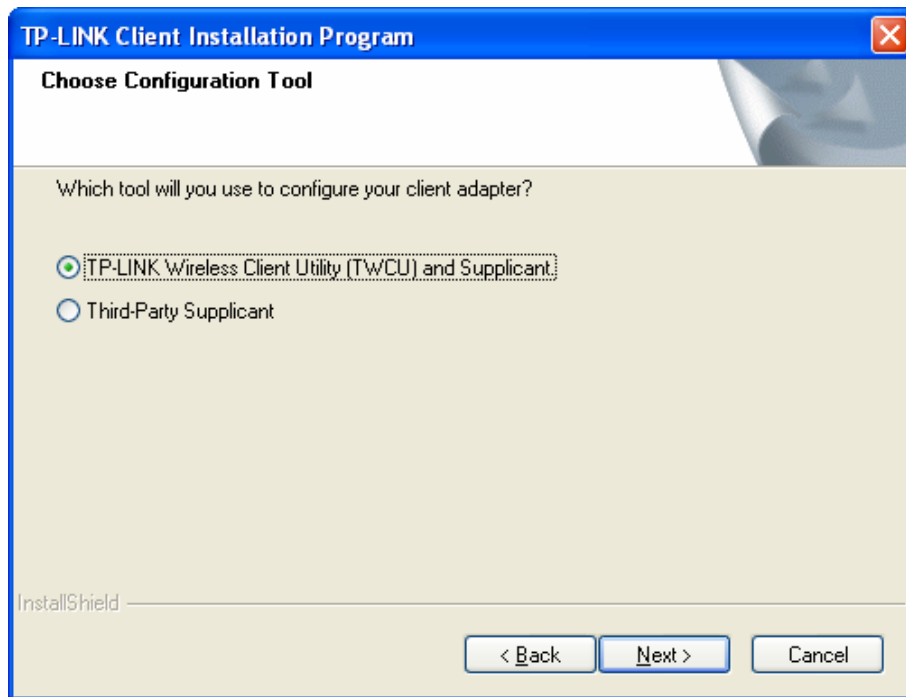 TP-LINK Client Installation Program
Choose Configuration Tool
Which tool will you use to configure your client adapter?
TP-LINK Wireless Client Utility (TWCU) and Supplicant.
Third-Party Supplicant
InstallShield
< Back
Next >
Cancel